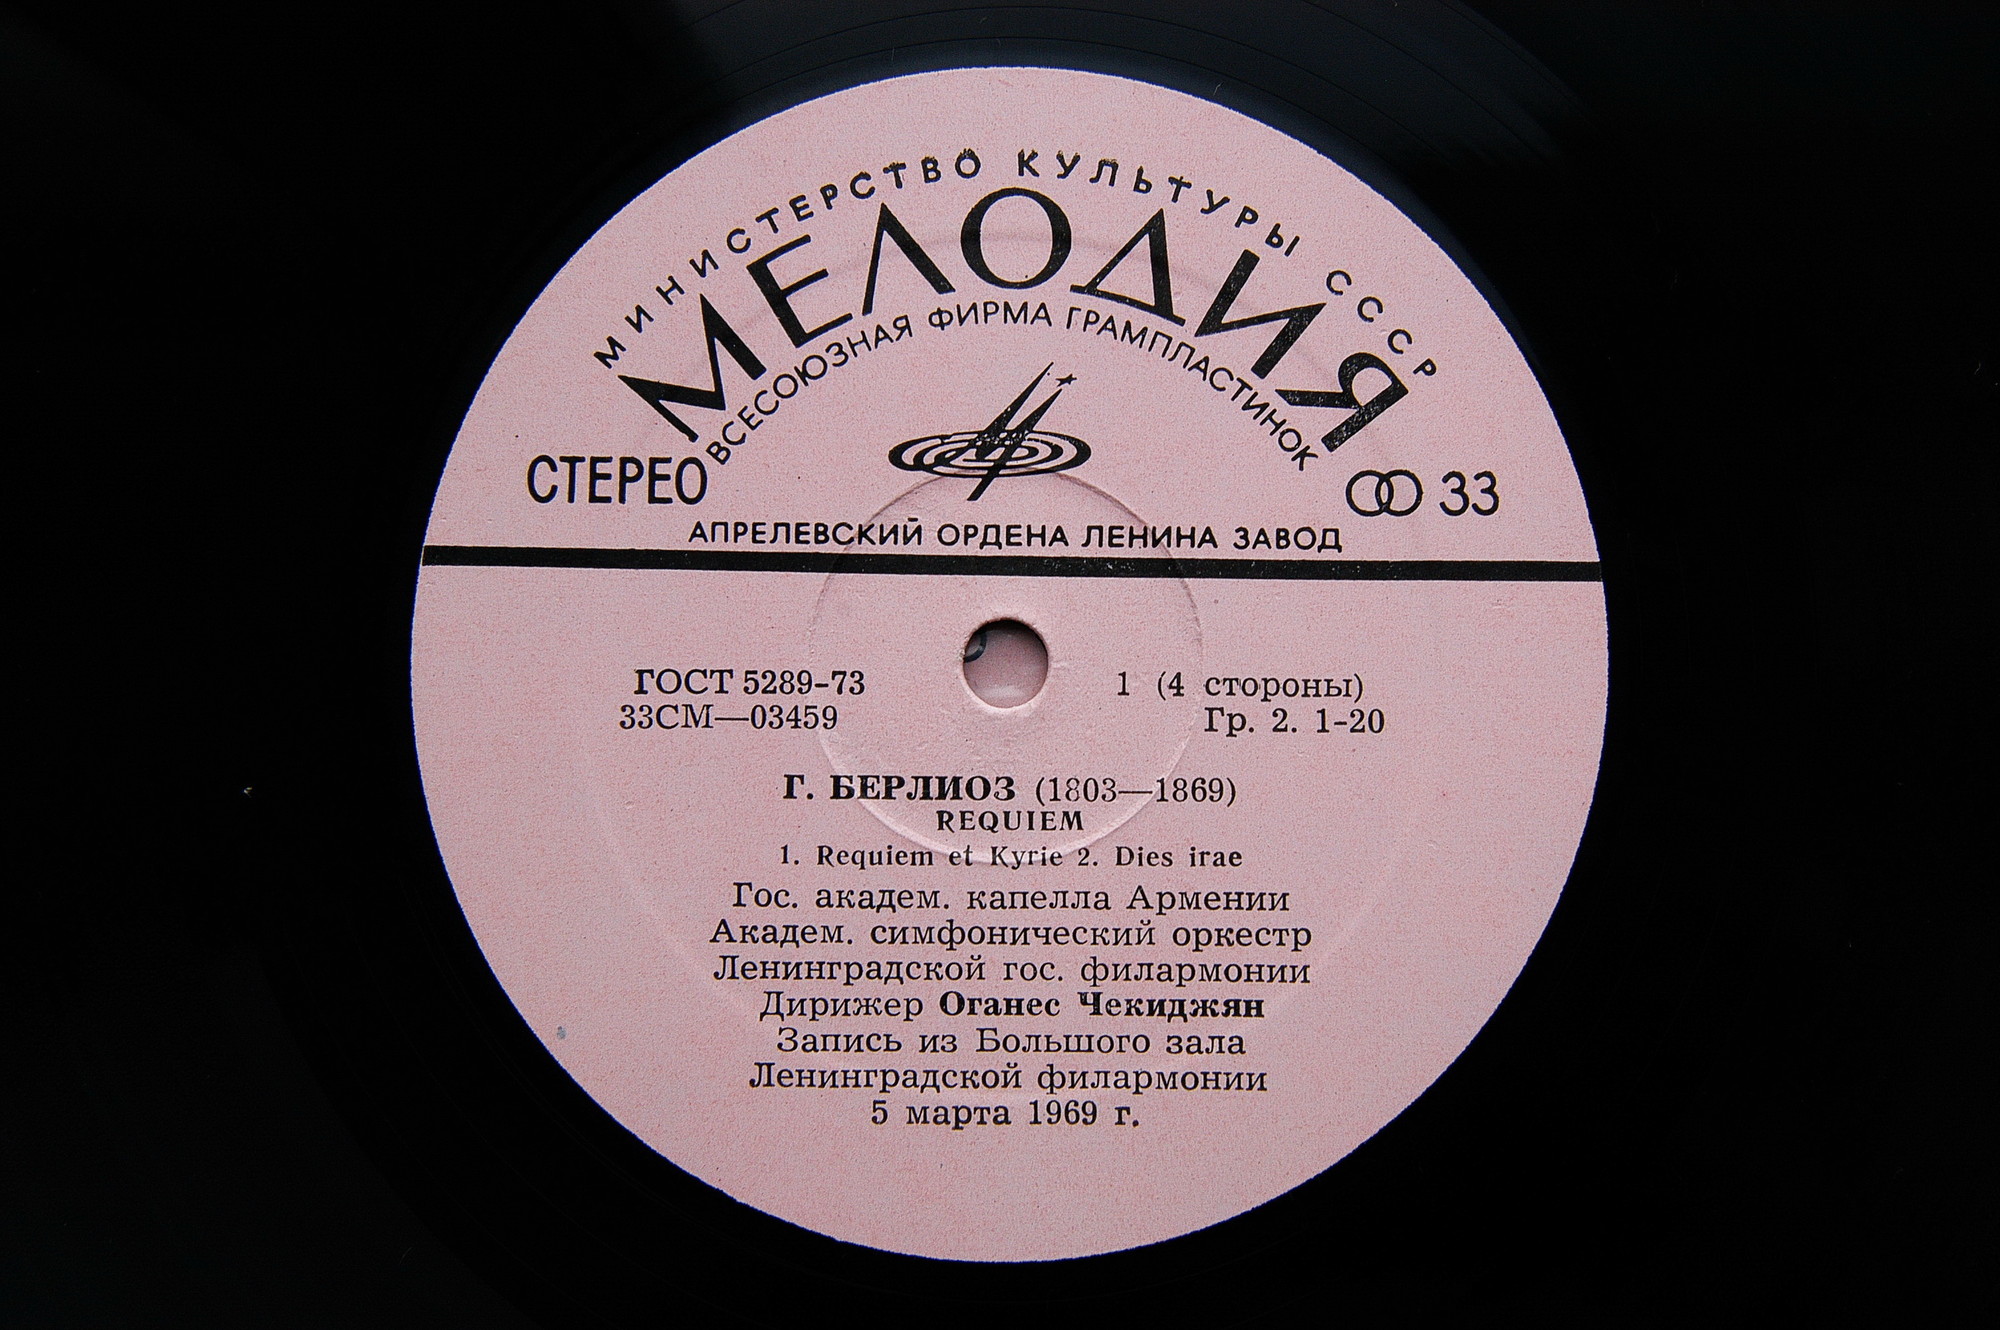 МИНИСТЕРСТВО КУЛЬТУРЫ СССР
МЕЛОДИЯ
ВСЕСОЮЗНАЯ ФИРМА ГРАМПЛАСТИНОК
СТЕРЕО 33
АПРЕЛЕВСКИЙ ОРДЕНА ЛЕНИНА ЗАВОД
ГОСТ 5289-73 1 (4 стороны)
33СМ—03459 Гр. 2. 1-20
Г. БЕРЛИОЗ (1803—1869)
REQUIEM
1. Requiem et Kyrie 2. Dies irae
Гос. академ. капелла Армении
Академ. симфонический оркестр
Ленинградской гос. филармонии
Дирижер Оганес Чекиджян
Запись из Большого зала
Ленинградской филармонии
5 марта 1969 г.